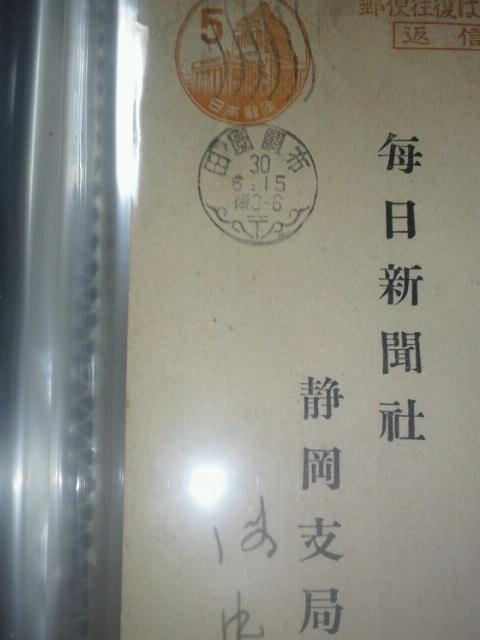 郵便往復は
返信
5
日本郵便
田園調布
30
6.15
後0-6
毎日新聞社
静岡支局